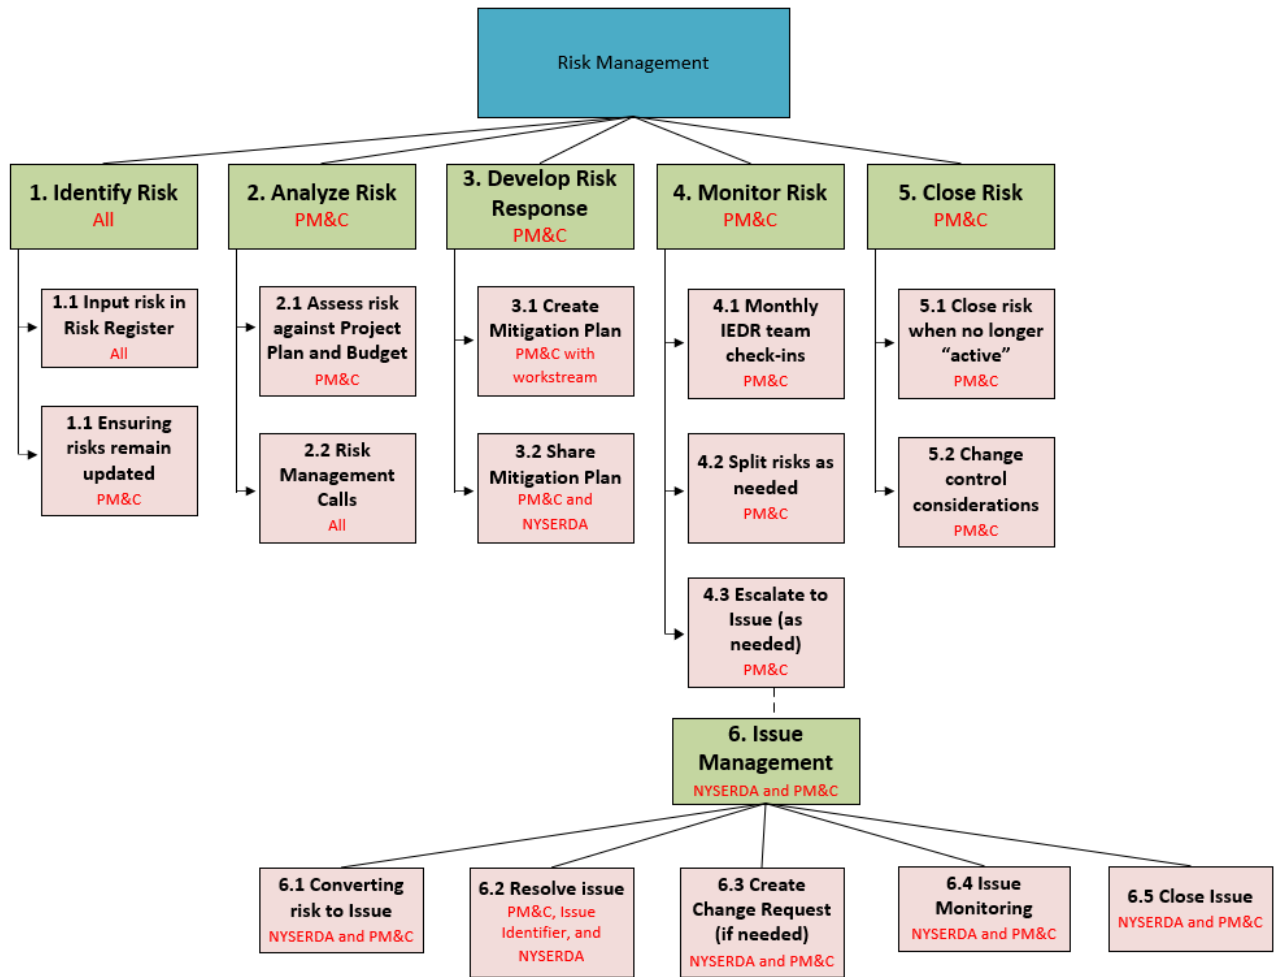 Risk Management
1. Identify Risk
All
2. Analyze Risk
PM&C
3. Develop Risk
Response
PM&C
4. Monitor Risk
PM&C
5. Close Risk
PM&C
1.1 Input risk in
Risk Register
All
1.1 Ensuring
risks remain
updated
PM&C
2.1 Assess risk
against Project
Plan and Budget
PM&C
2.2 Risk
Management
Calls
All
3.1 Create
Mitigation Plan
PM&C with
workstream
3.2 Share
Mitigation Plan
PM&C and
NYSERDA
4.1 Monthly
IEDR team
check-ins
PM&C
4.2 Split risks as
needed
PM&C
4.3 Escalate to
Issue (as
needed)
PM&C
5.1 Close risk
when no longer
“active”
PM&C
5.2 Change
control
considerations
PM&C
6. Issue
Management
NYSERDA and PM&C
6.1 Converting
risk to Issue
NYSERDA and PM&C
6.2 Resolve issue
PM&C, Issue
Identifier, and
NYSERDA
6.3 Create
Change Request
(if needed)
NYSERDA and PM&C
6.4 Issue
Monitoring
NYSERDA and PM&C
6.5 Close Issue
NYSERDA and PM&C